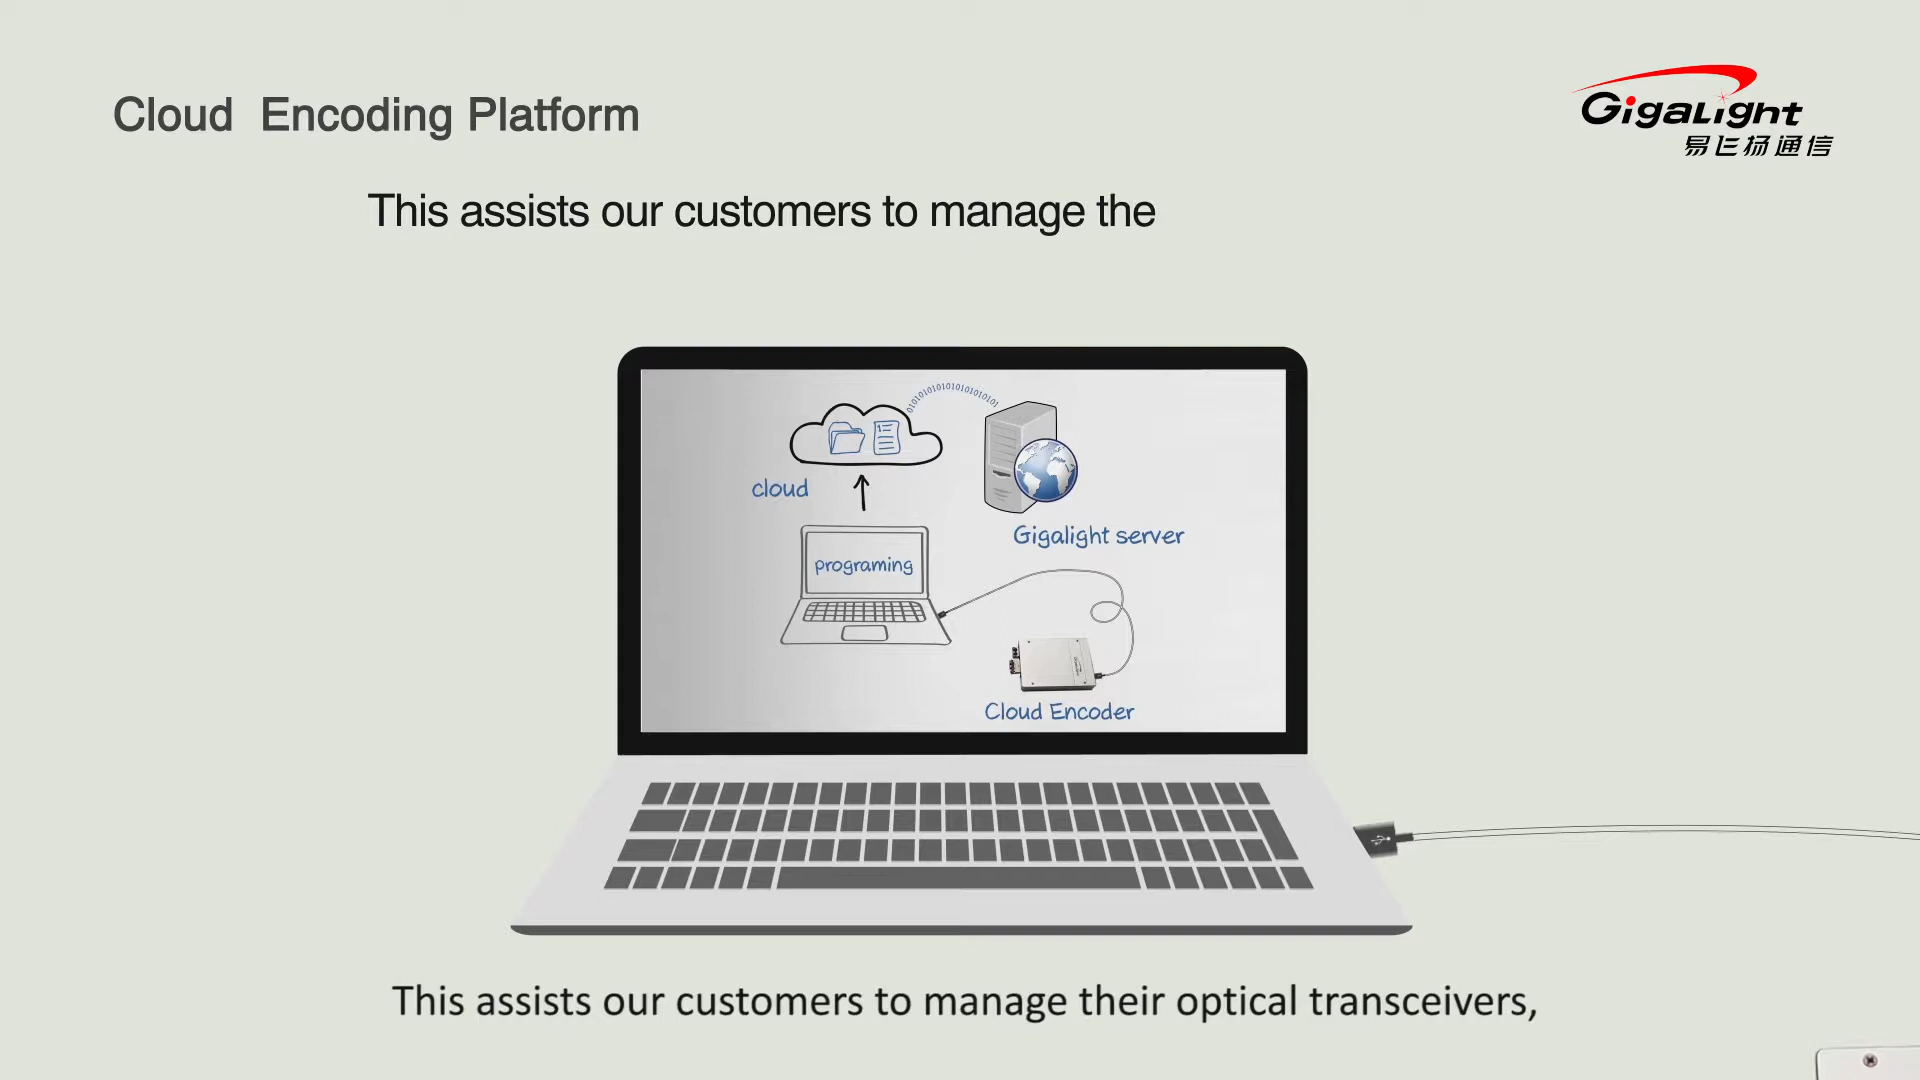 Cloud Encoding Platform
Gigalight
易飞扬通信
This assists our customers to manage the
01010101010101010101
cloud
Gigalight server
programing
Cloud Encoder
This assists our customers to manage their optical transceivers,